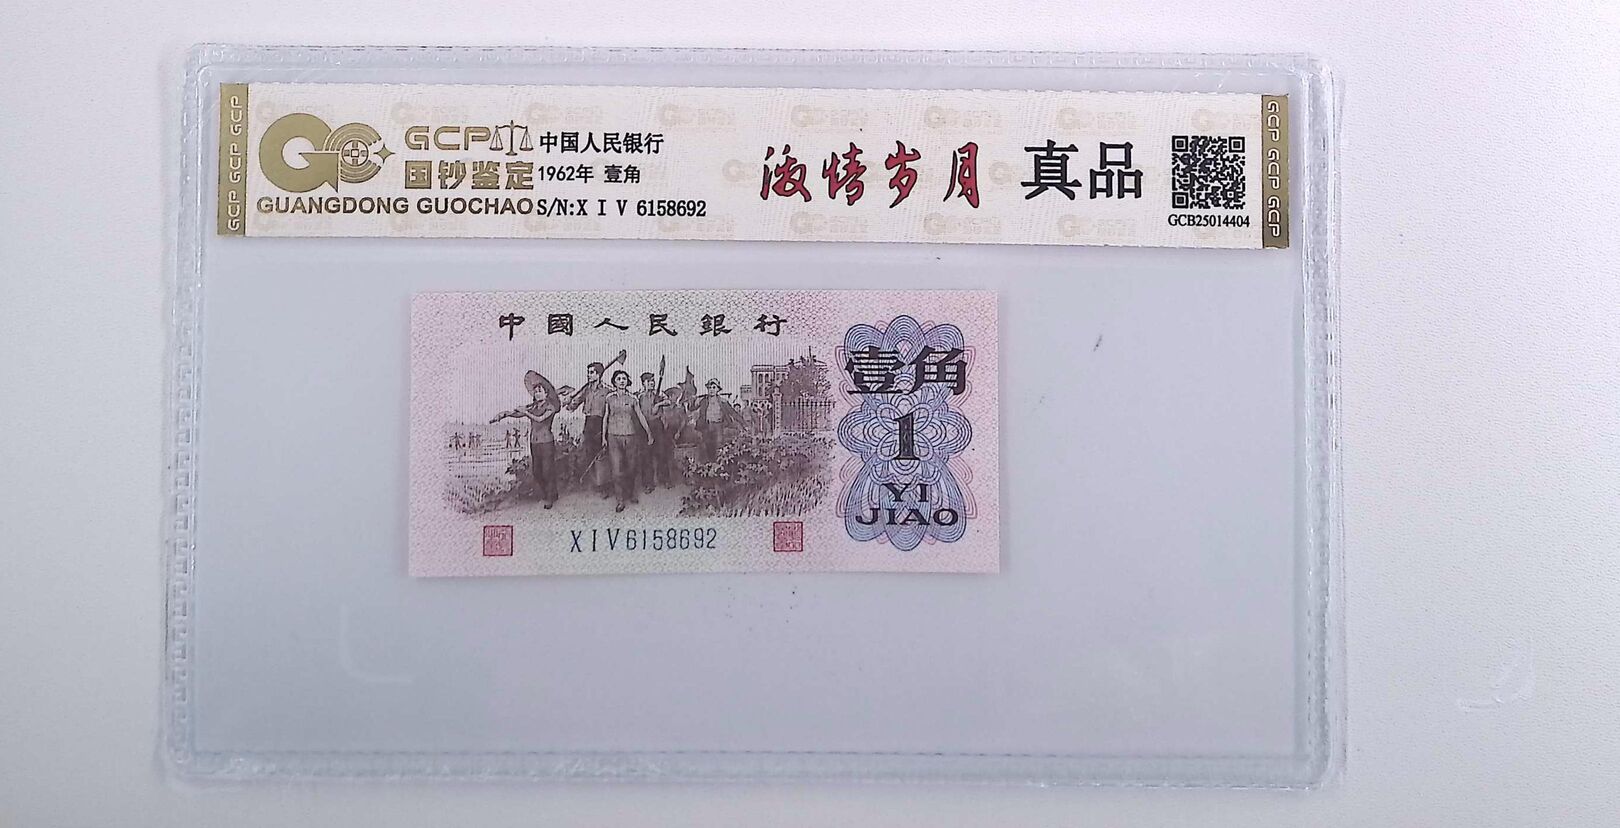 GCP GCP GCP
GCP
国钞鉴定
GUANGDONG GUOCHAO
中国人民银行
1962年 壹角
S/N:X I V 6158692
激情岁月
真品
GCB25014404
GCP GCP GCP
中國人民銀行
壹角
1
YI
JIAO
X I V 6158692